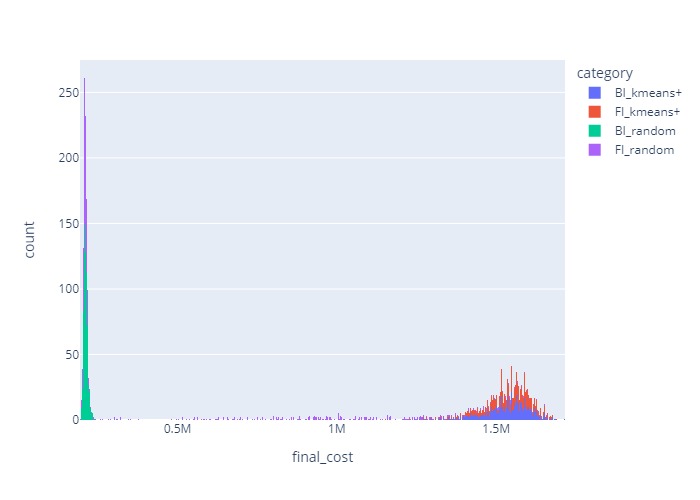 category
BI_kmeans+
FI_kmeans+
BI_random
FI_random
250
200
150
100
50
0
count
0.5M
1M
1.5M
final_cost